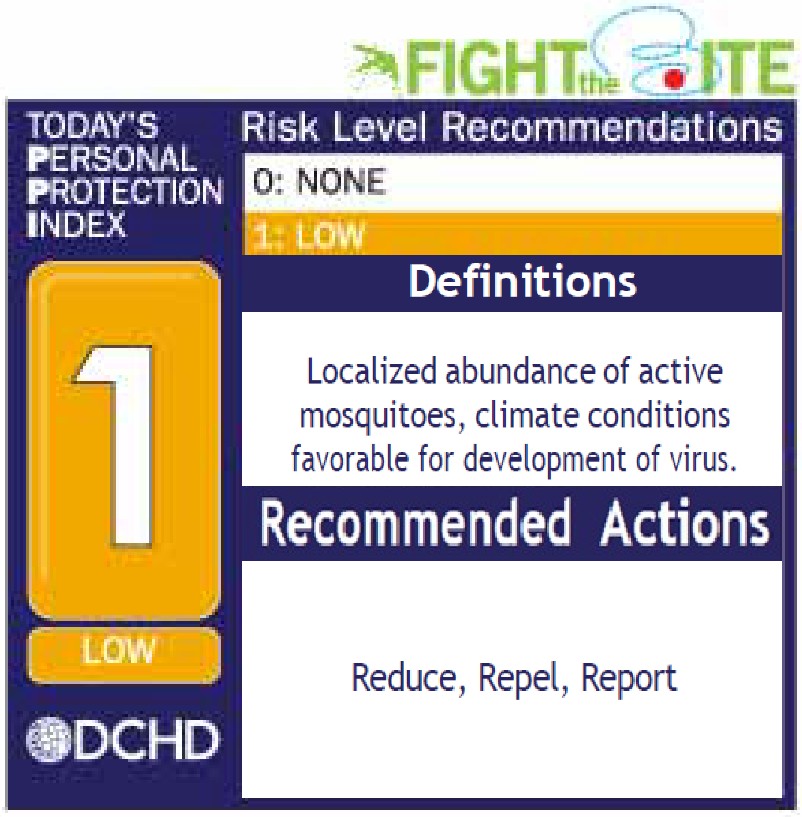 FIGHT the BITE
TODAY'S
PERSONAL
PROTECTION
INDEX
1
LOW
DCHD
Risk Level Recommendations
0: NONE
1: LOW
Definitions
Localized abundance of active
mosquitoes, climate conditions
favorable for development of virus.
Recommended Actions
Reduce, Repel, Report